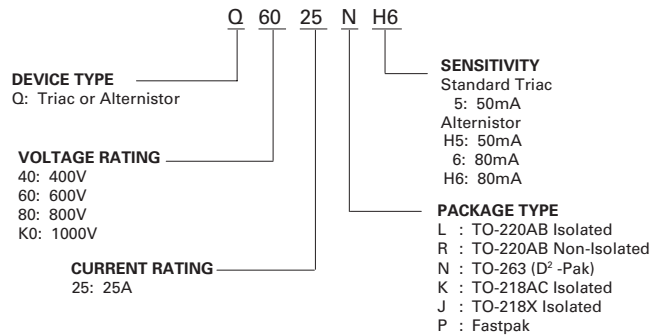 Q 60 25 N H6
DEVICE TYPE
Q: Triac or Alternistor
VOLTAGE RATING
40: 400V
60: 600V
80: 800V
K0: 1000V
CURRENT RATING
25: 25A
SENSITIVITY
Standard Triac
5: 50mA
Alternistor
H5: 50mA
6: 80mA
H6: 80mA
PACKAGE TYPE
L : TO-220AB Isolated
R : TO-220AB Non-Isolated
N : TO-263 (D² -Pak)
K : TO-218AC Isolated
J : TO-218X Isolated
P : Fastpak